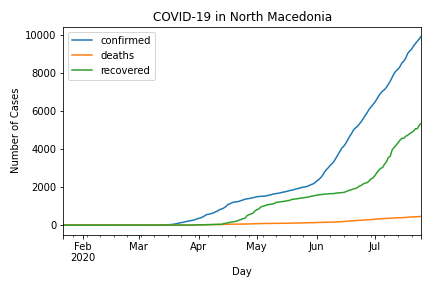 COVID-19 in North Macedonia
confirmed
deaths
recovered
Number of Cases
10000
8000
6000
4000
2000
0
Feb
2020
Mar
Apr
May
Jun
Jul
Day